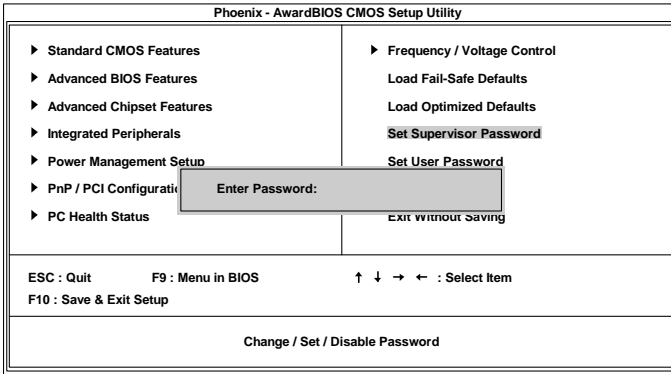 Phoenix - AwardBIOS CMOS Setup Utility
Standard CMOS Features
Advanced BIOS Features
Advanced Chipset Features
Integrated Peripherals
Power Management Setup
PnP / PCI
PC Health Status
Frequency / Voltage Control
Load Fail-Safe Defaults
Load Optimized Defaults
Set Supervisor Password
Set User Password
Exit Without Saving
Enter Password:
ESC : Quit F9 : Menu in BIOS ↑ ↓ → ← : Select Item
F10 : Save & Exit Setup
Change / Set / Disable Password